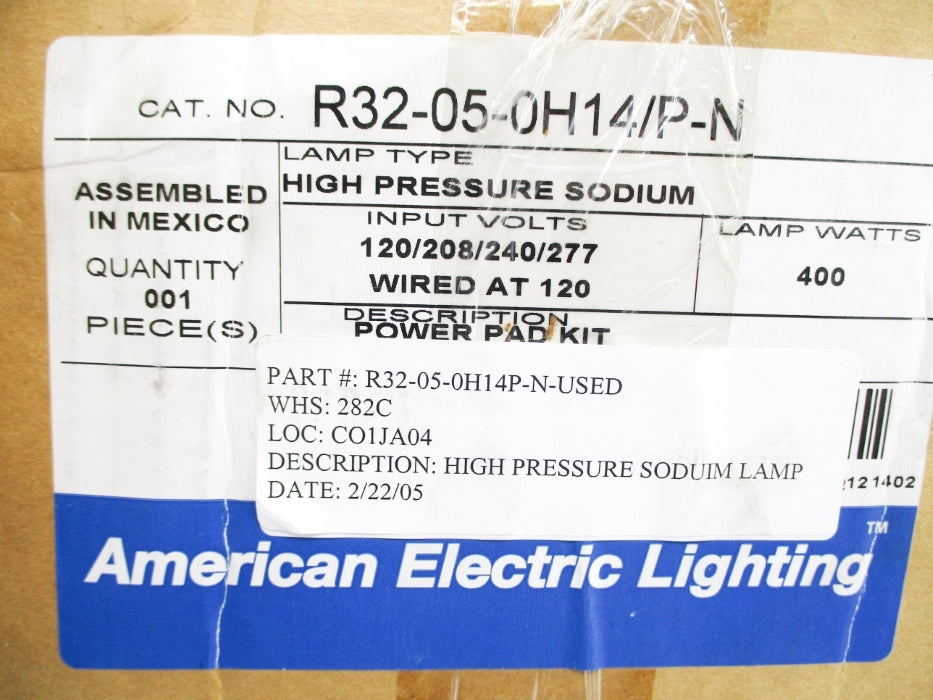 CAT. NO. R32-05-0H14/P-N
LAMP TYPE
HIGH PRESSURE SODIUM
ASSEMBLED
IN MEXICO
QUANTITY
001
PIECE(S)
INPUT VOLTS
120/208/240/277
WIRED AT 120
LAMP WATTS
400
DESCRIPTION
POWER PAD KIT
PART #: R32-05-0H14P-N-USED
WHS: 282C
LOC: CO1JA04
DESCRIPTION: HIGH PRESSURE SODUIM LAMP
DATE: 2/22/05
121402
American Electric Lighting™